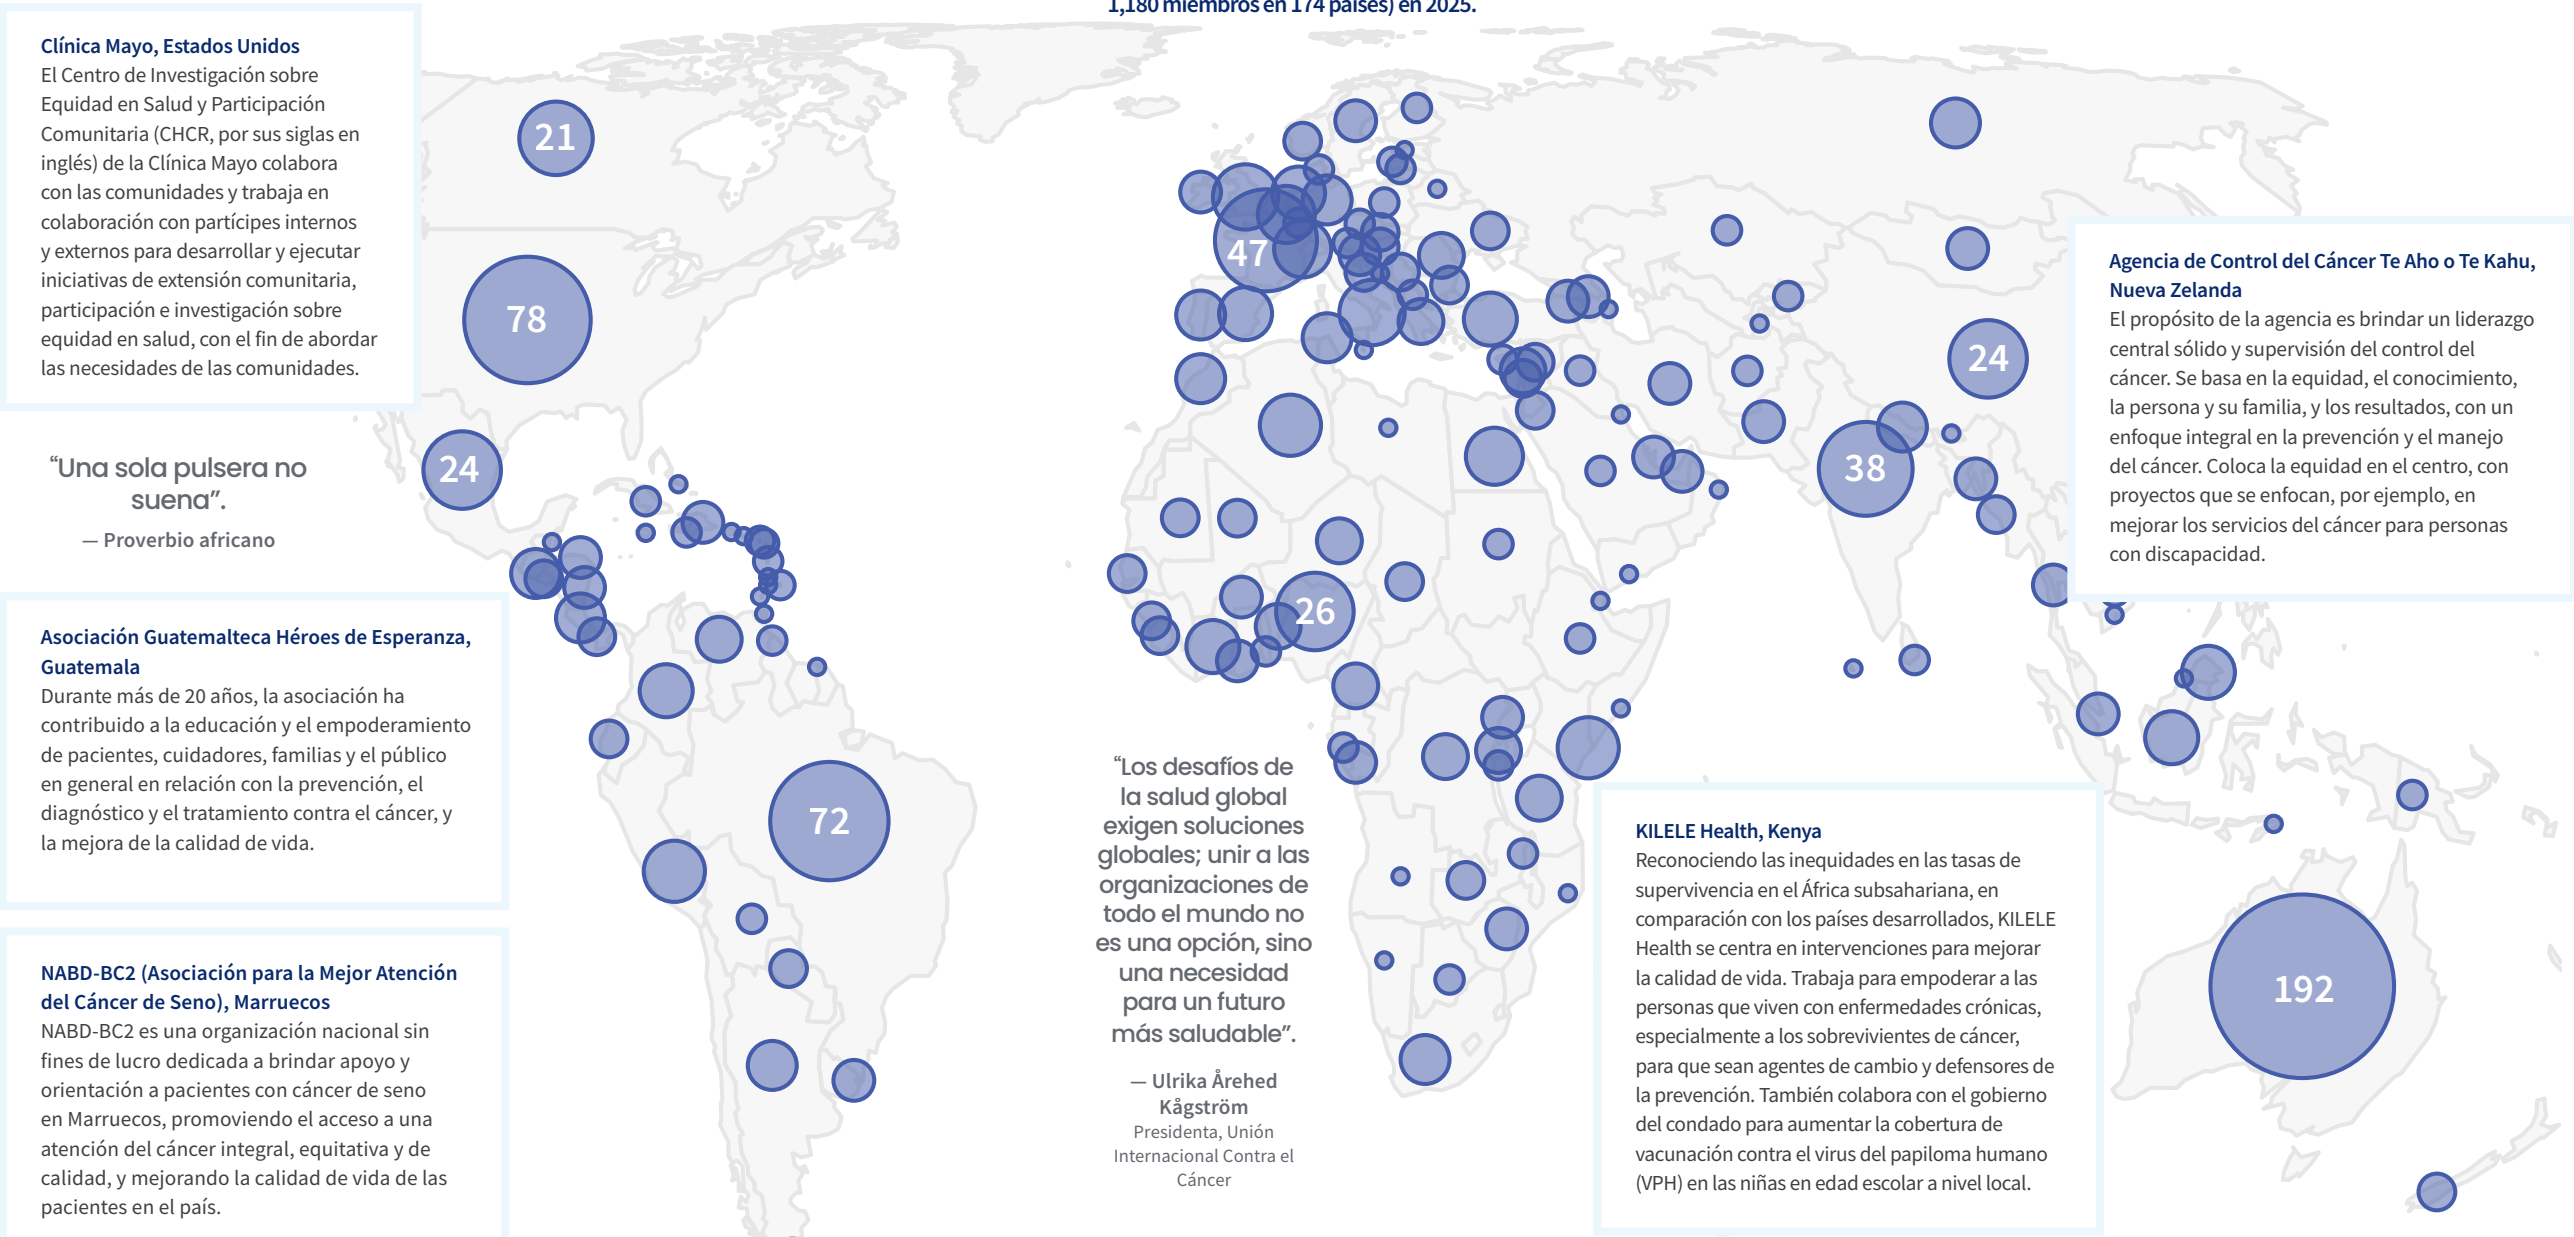 1,180 miembros en 174 países) en 2025.
Clínica Mayo, Estados Unidos
El Centro de Investigación sobre
Equidad en Salud y Participación
Comunitaria (CHCR, por sus siglas en
inglés) de la Clínica Mayo colabora
con las comunidades y trabaja en
colaboración con partícipes internos
y externos para desarrollar y ejecutar
iniciativas de extensión comunitaria,
participación e investigación sobre
equidad en salud, con el fin de abordar
las necesidades de las comunidades.
“Una sola pulsera no
suena”.
— Proverbio africano
Asociación Guatemalteca Héroes de Esperanza,
Guatemala
Durante más de 20 años, la asociación ha
contribuido a la educación y el empoderamiento
de pacientes, cuidadores, familias y el público
en general en relación con la prevención, el
diagnóstico y el tratamiento contra el cáncer, y
la mejora de la calidad de vida.
NABD-BC2 (Asociación para la Mejor Atención
del Cáncer de Seno), Marruecos
NABD-BC2 es una organización nacional sin
fines de lucro dedicada a brindar apoyo y
orientación a pacientes con cáncer de seno
en Marruecos, promoviendo el acceso a una
atención del cáncer integral, equitativa y de
calidad, y mejorando la calidad de vida de las
pacientes en el país.
21
78
24
72
47
26
38
24
192
“Los desafíos de
la salud global
exigen soluciones
globales; unir a las
organizaciones de
todo el mundo no
es una opción, sino
una necesidad
para un futuro
más saludable”.
— Ulrika Årehed
Kågström
Presidenta, Unión
Internacional Contra el
Cáncer
Agencia de Control del Cáncer Te Aho o Te Kahu,
Nueva Zelanda
El propósito de la agencia es brindar un liderazgo
central sólido y supervisión del control del
cáncer. Se basa en la equidad, el conocimiento,
la persona y su familia, y los resultados, con un
enfoque integral en la prevención y el manejo
del cáncer. Coloca la equidad en el centro, con
proyectos que se enfocan, por ejemplo, en
mejorar los servicios del cáncer para personas
con discapacidad.
KILELE Health, Kenya
Reconociendo las inequidades en las tasas de
supervivencia en el África subsahariana, en
comparación con los países desarrollados, KILELE
Health se centra en intervenciones para mejorar
la calidad de vida. Trabaja para empoderar a las
personas que viven con enfermedades crónicas,
especialmente a los sobrevivientes de cáncer,
para que sean agentes de cambio y defensores de
la prevención. También colabora con el gobierno
del condado para aumentar la cobertura de
vacunación contra el virus del papiloma humano
(VPH) en las niñas en edad escolar a nivel local.